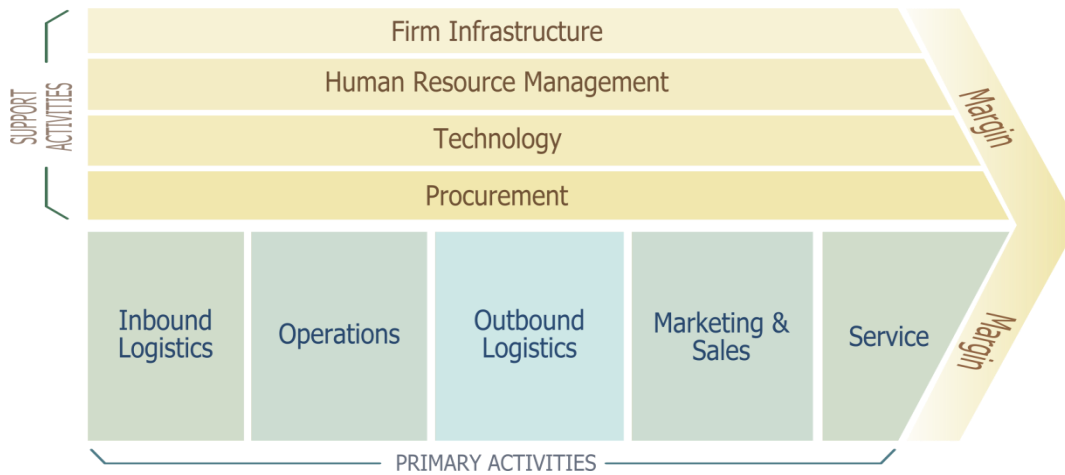 SUPPORT
ACTIVITIES
Firm Infrastructure
Human Resource Management
Technology
Procurement
Margin
Inbound
Logistics
Operations
Outbound
Logistics
Marketing &
Sales
Service
Margin
PRIMARY ACTIVITIES